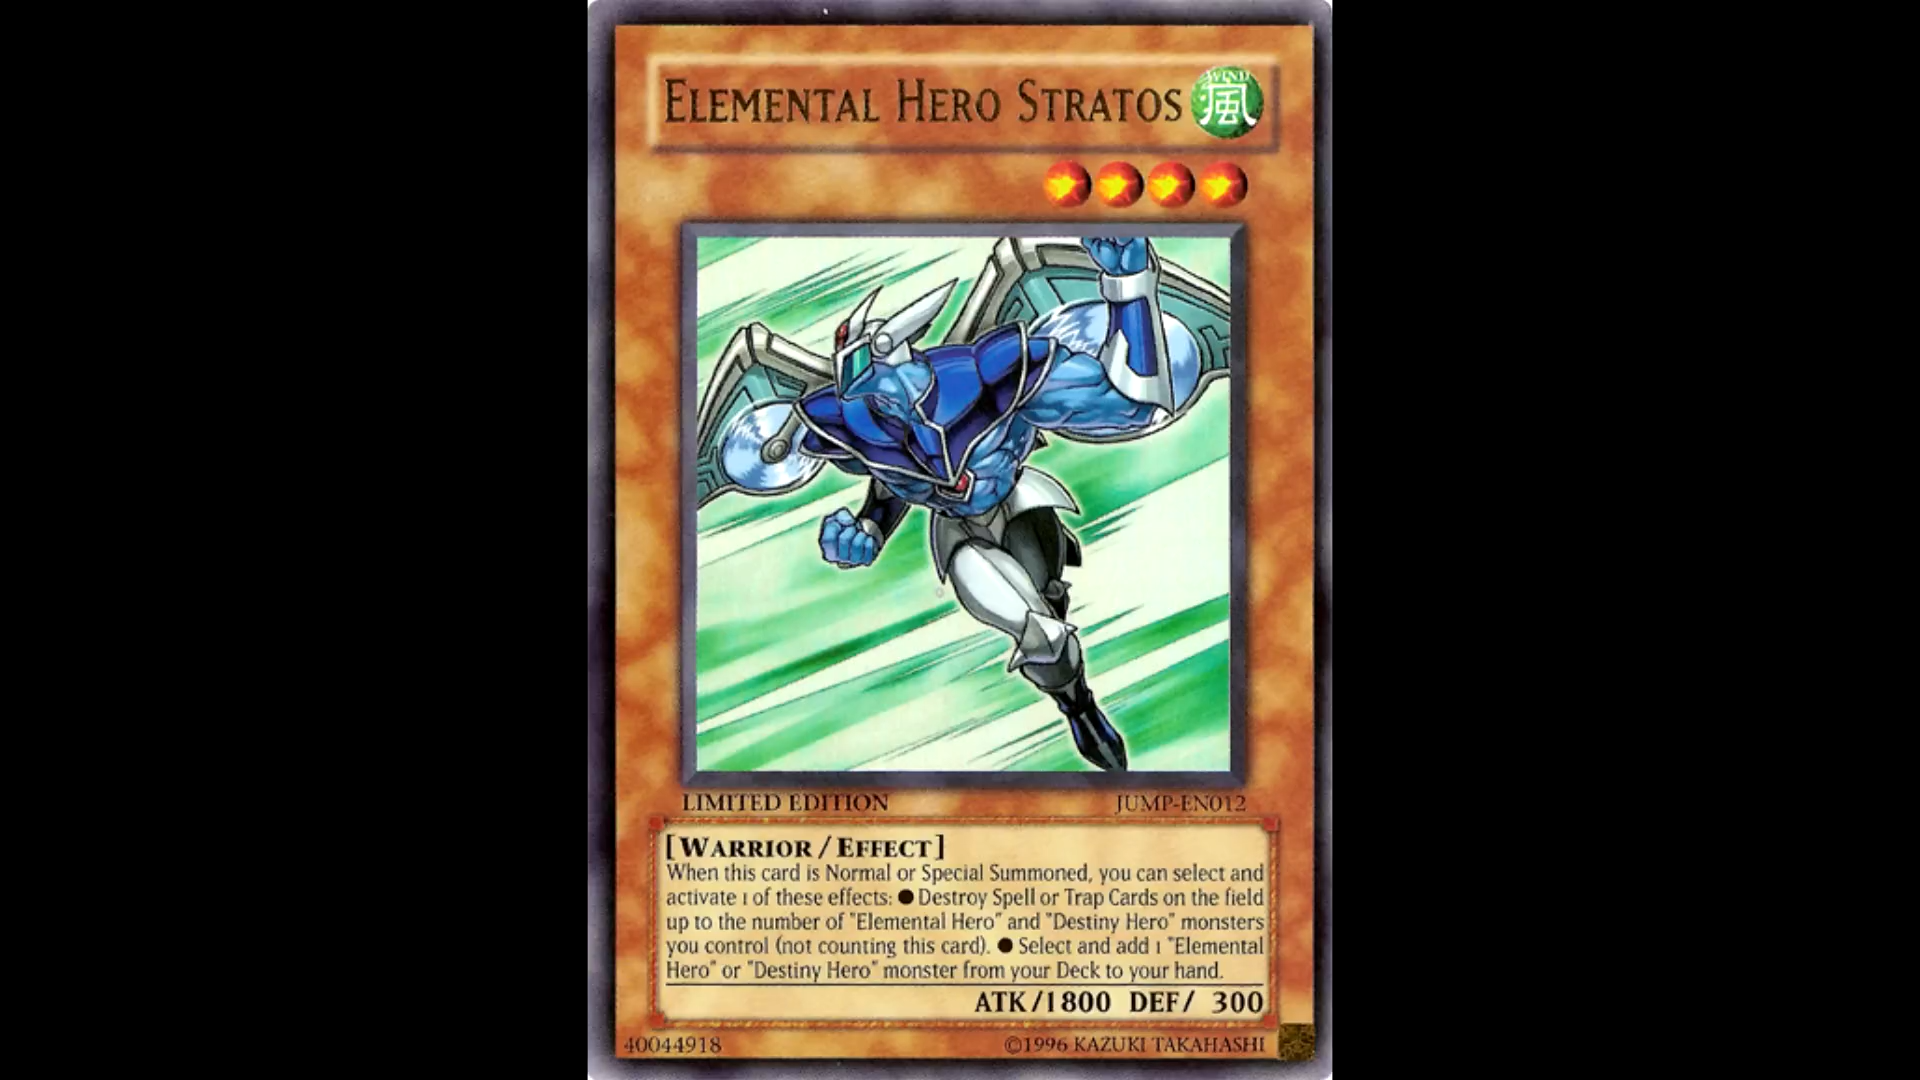 ELEMENTAL HERO STRATOS
WIND
風
LIMITED EDITION
JUMP-EN012
[WARRIOR / EFFECT]
When this card is Normal or Special Summoned, you can select and
activate 1 of these effects: ● Destroy Spell or Trap Cards on the field
up to the number of "Elemental Hero" and "Destiny Hero" monsters
you control (not counting this card). ● Select and add 1 "Elemental
Hero" or "Destiny Hero" monster from your Deck to your hand.
ATK/1800 DEF/ 300
40044918
©1996 KAZUKI TAKAHASHI